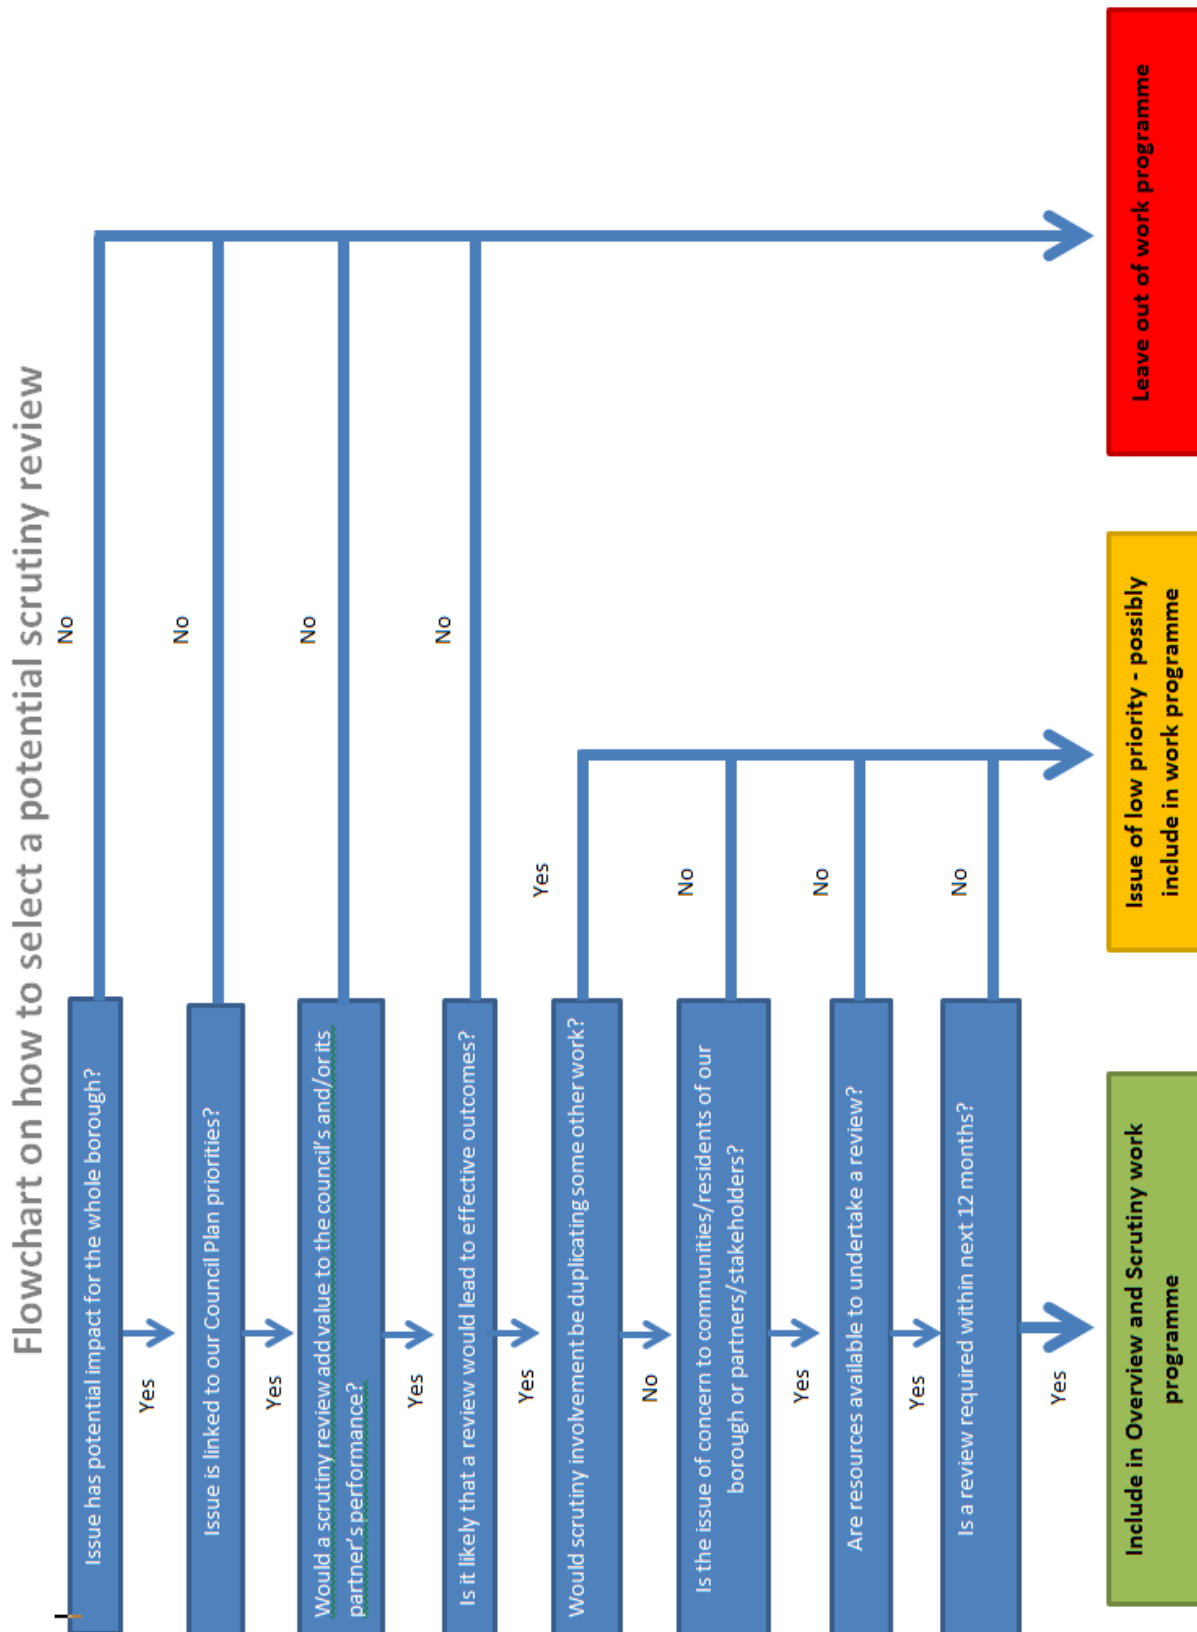 Flowchart on how to select a potential scrutiny review
Issue has potential impact for the whole borough?
No
Yes
Issue is linked to our Council Plan priorities?
No
Yes
Would a scrutiny review add value to the council's and/or its
partner's performance?
No
Yes
Is it likely that a review would lead to effective outcomes?
No
Yes
Would scrutiny involvement be duplicating some other work?
Yes
No
Is the issue of concern to communities/residents of our
borough or partners/stakeholders?
No
Yes
Are resources available to undertake a review?
No
Yes
Is a review required within next 12 months?
No
Yes
Include in Overview and Scrutiny work
programme
Issue of low priority - possibly
include in work programme
Leave out of work programme